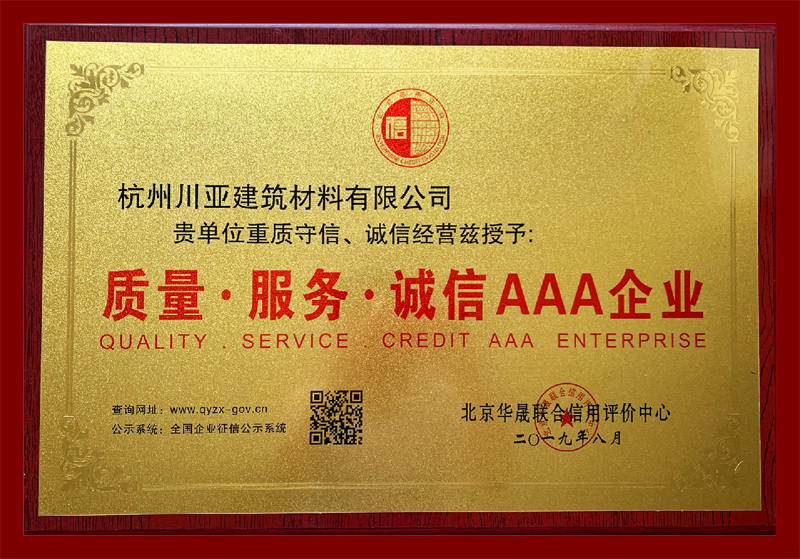 信
杭州川亚建筑材料有限公司
贵单位重质守信、诚信经营兹授予:
质量·服务·诚信AAA企业
QUALITY . SERVICE . CREDIT AAA ENTERPRISE
查询网址: www.qyzx-gov.cn
公示系统: 全国企业征信公示系统
北京华晟联合信用评价中心
二〇一九年八月